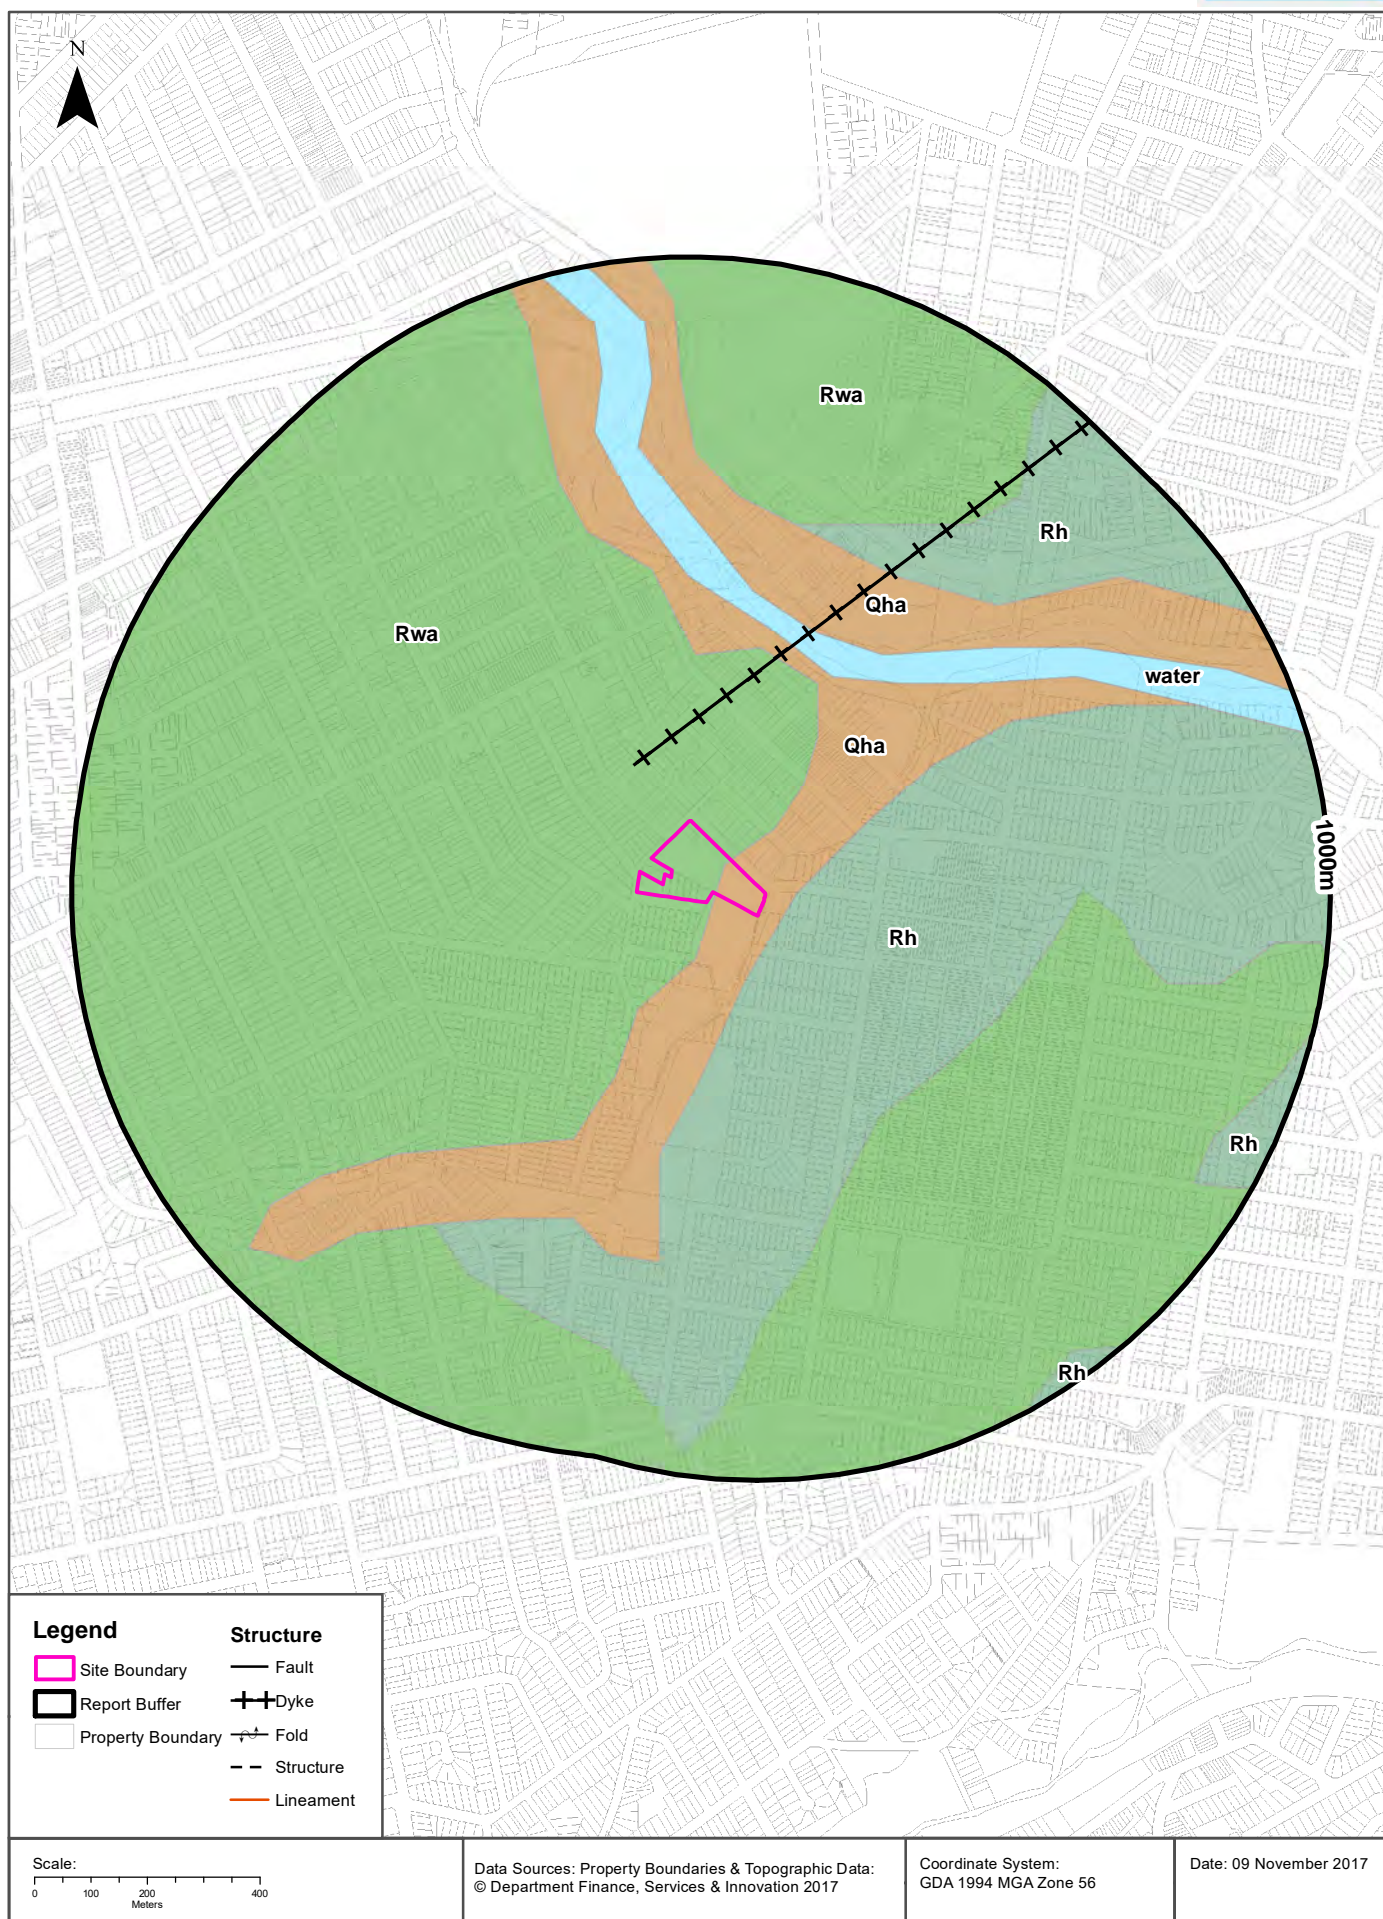 N
Rwa
Rh
Qha
Rwa
water
Qha
1000m
Rh
Rh
Rh
Legend
Site Boundary
Report Buffer
Property Boundary
Structure
Fault
Dyke
Fold
Structure
Lineament
Scale:
0 100 200 400
Meters
Data Sources: Property Boundaries & Topographic Data:
© Department Finance, Services & Innovation 2017
Coordinate System:
GDA 1994 MGA Zone 56
Date: 09 November 2017